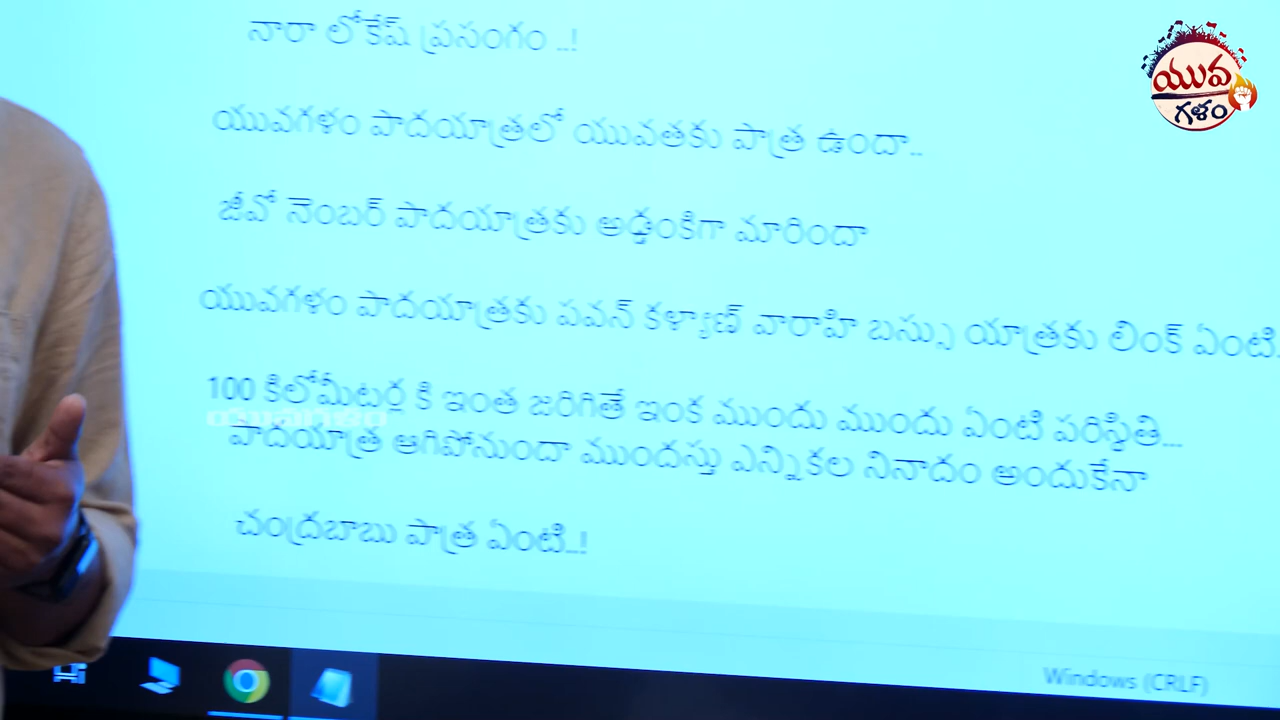 నారా లోకేష్ ప్రసంగం ..!
యువ
గళం
యువగళం పాదయాత్రలో యువతకు పాత్ర ఉందా..
జీవో నెంబర్ పాదయాత్రకు అడ్డంకిగా మారిందా
యువగళం పాదయాత్రకు పవన్ కళ్యాణ్ వారాహి బస్సు యాత్రకు లింక్ ఏంటి.
100 కిలోమీటర్ల కి ఇంత జరిగితే ఇంక ముందు ముందు ఏంటి పరిస్తితి...
యువగళం
పాదయాత్ర ఆగిపోనుందా ముందస్తు ఎన్నికల నినాదం అందుకేనా
చంద్రబాబు పాత్ర ఏంటి..!
Windows (CRLF)